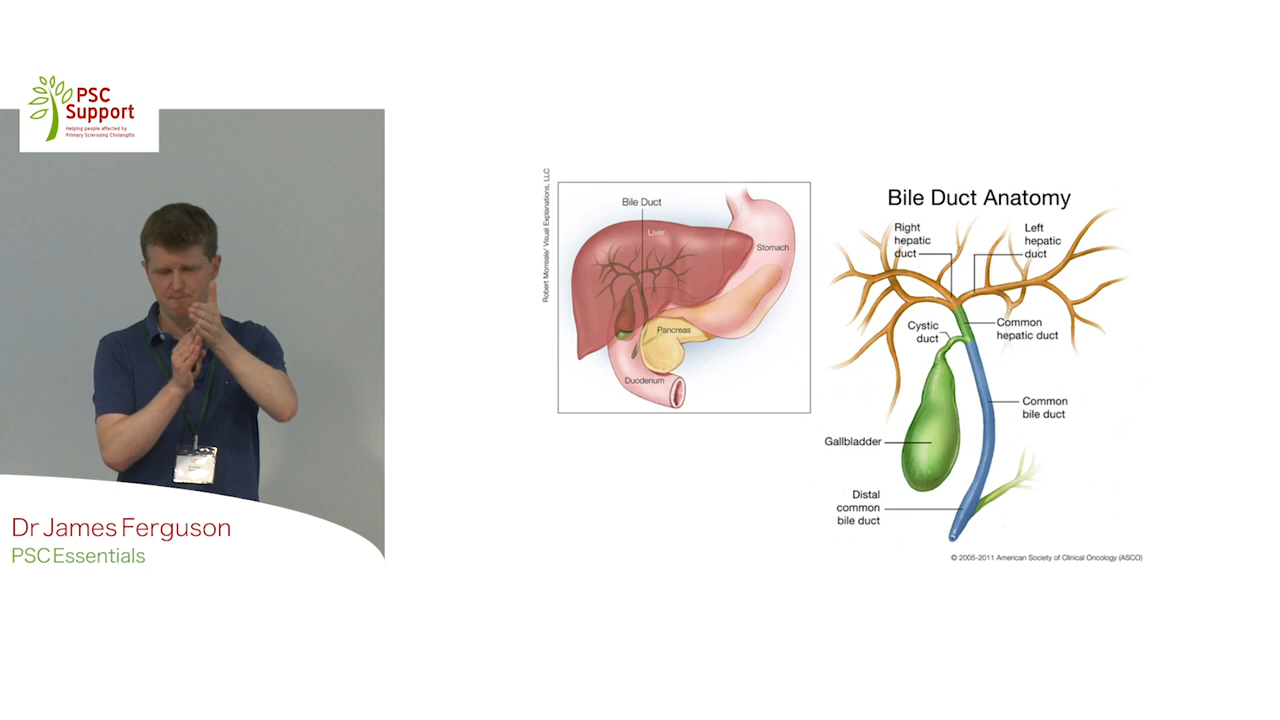 PSC
Support
Helping people affected by
Primary Sclerosing Cholangitis
Dr James Ferguson
PSC Essentials
Robert Morreale/ Visual Explanations, LLC
Bile Duct
Liver
Stomach
Pancreas
Duodenum
Bile Duct Anatomy
Right
hepatic
duct
Left
hepatic
duct
Cystic
duct
Common
hepatic duct
Common
bile duct
Gallbladder
Distal
common
bile duct
© 2005-2011 American Society of Clinical Oncology (ASCO)